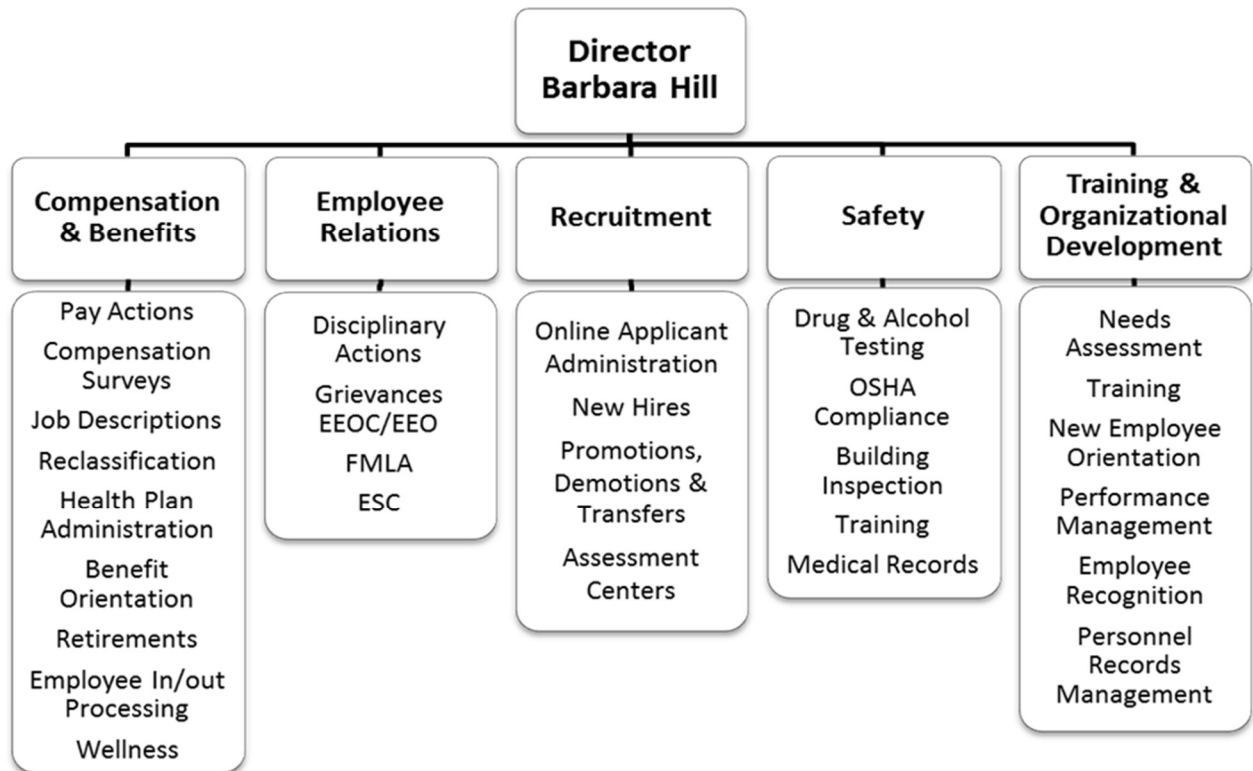 Director
Barbara Hill
Compensation
& Benefits
Pay Actions
Compensation
Surveys
Job Descriptions
Reclassification
Health Plan
Administration
Benefit
Orientation
Retirements
Employee In/out
Processing
Wellness
Employee
Relations
Disciplinary
Actions
Grievances
EEOC/EEO
FMLA
ESC
Recruitment
Online Applicant
Administration
New Hires
Promotions,
Demotions &
Transfers
Assessment
Centers
Safety
Drug & Alcohol
Testing
OSHA
Compliance
Building
Inspection
Training
Medical Records
Training &
Organizational
Development
Needs
Assessment
Training
New Employee
Orientation
Performance
Management
Employee
Recognition
Personnel
Records
Management